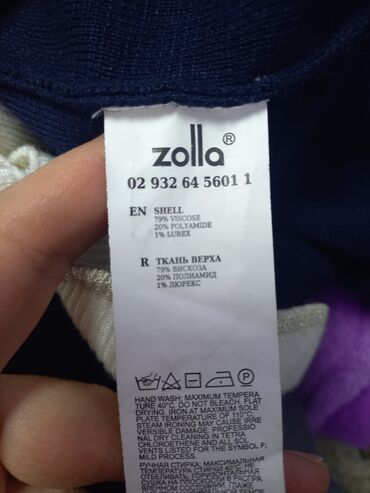 zolla®
02 932 64 5601 1
EN SHELL
79% VISCOSE
20% POLYAMIDE
1% LUREX
R ТКАНЬ ВЕРХА
79% ВИСКОЗА
20% ПОЛИАМИД
1% ЛЮРЕКС
HAND WASH; MAXIMUM TEMPERA
TURE 40°C. DO NOT BLEACH. FLAT
DRYING. IRON AT MAXIMUM SOLE
PLATE TEMPERATURE OF 110°C.
STEAM IRONING MAY CAUSE IRRE
VERSIBLE DAMAGE. PROFESSIO
NAL DRY CLEANING IN TETRA
CHLOROETHENE AND ALL SOL
VENTS LISTED FOR THE SYMBOL F;
MILD PROCESS.
РУЧНАЯ СТИРКА, МАКСИМАЛЬНАЯ
ТЕМПЕРАТУРА СТИРКИ